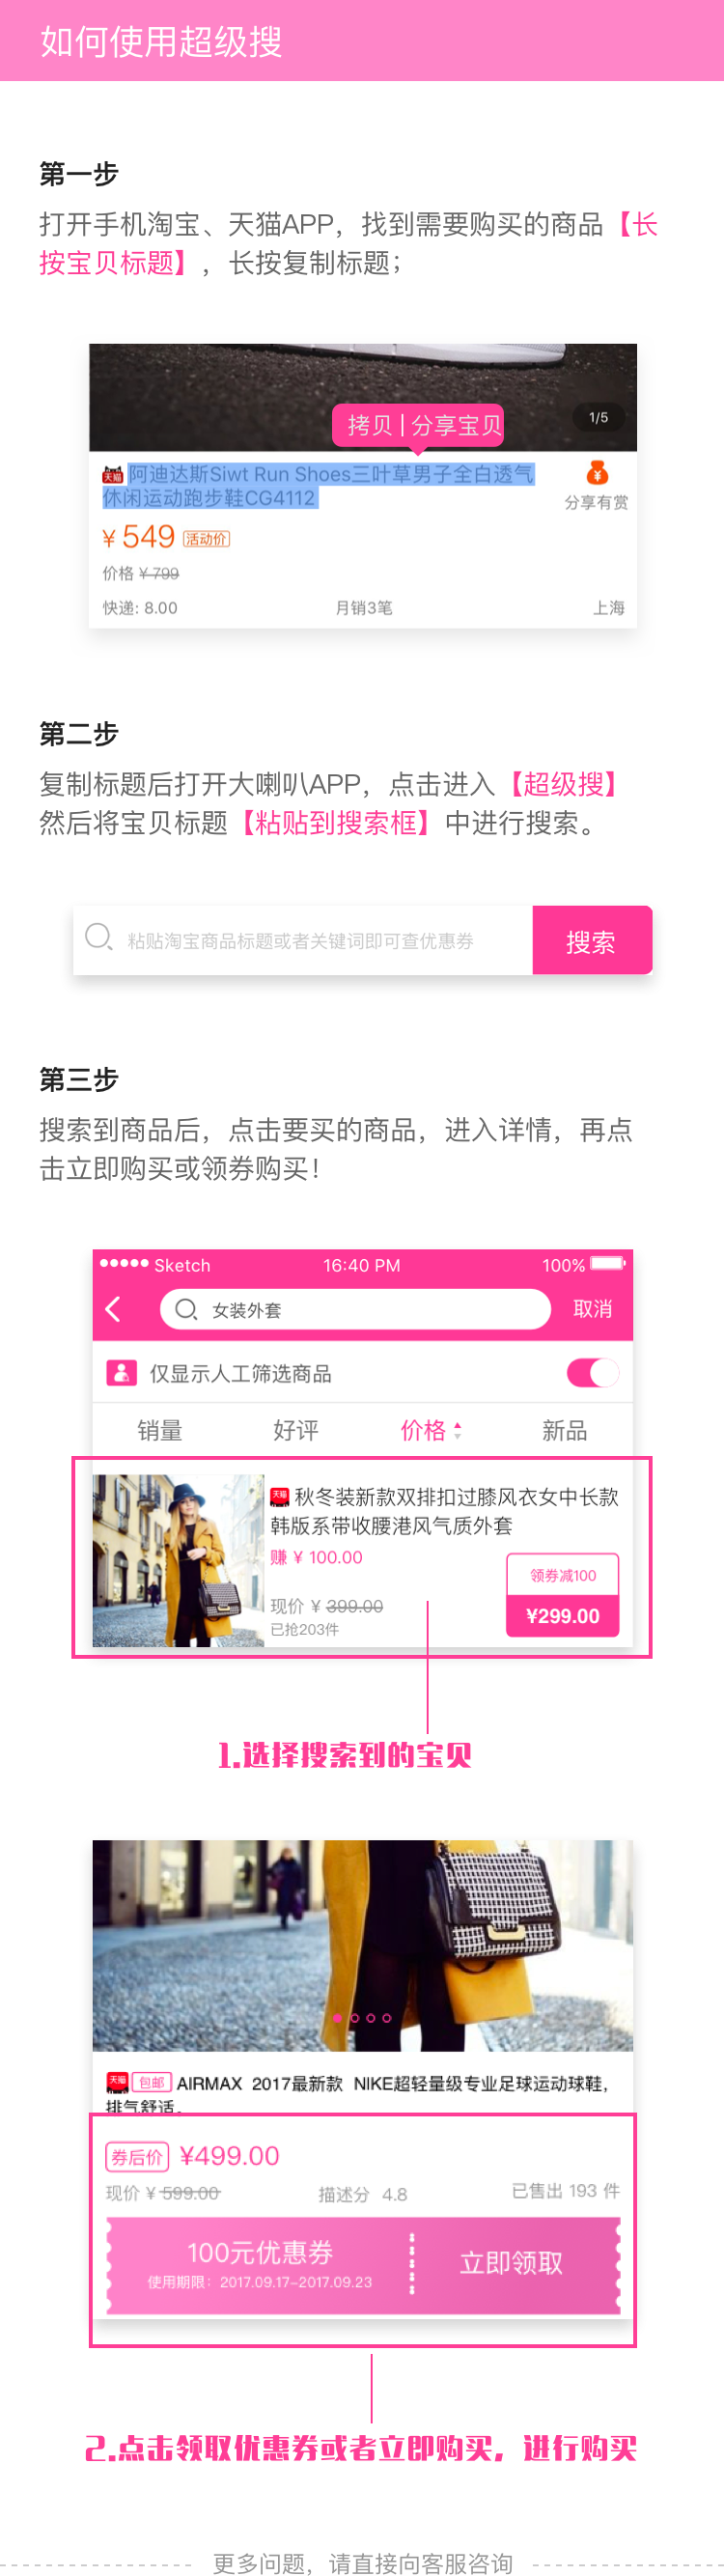 如何使用超级搜
第一步
打开手机淘宝、天猫APP，找到需要购买的商品【长
按宝贝标题】，长按复制标题；
拷贝 | 分享宝贝
1/5
天猫 阿迪达斯Siwt Run Shoes三叶草男子全白透气
休闲运动跑步鞋CG4112
分享有赏
¥ 549 活动价
价格 ¥ 799
快递: 8.00 月销3笔 上海
第二步
复制标题后打开大喇叭APP，点击进入【超级搜】
然后将宝贝标题【粘贴到搜索框】中进行搜索。
粘贴淘宝商品标题或者关键词即可查优惠券 搜索
第三步
搜索到商品后，点击要买的商品，进入详情，再点
击立即购买或领券购买！
Sketch 16:40 PM 100%
女装外套 取消
仅显示人工筛选商品
销量 好评 价格 新品
天猫 秋冬装新款双排扣过膝风衣女中长款
韩版系带收腰港风气质外套
赚 ¥ 100.00
领券减100
现价 ¥ 399.00
¥299.00
已抢203件
1.选择搜索到的宝贝
天猫 包邮 AIRMAX 2017最新款 NIKE超轻量级专业足球运动球鞋，
排气舒适。
券后价 ¥499.00
现价 ¥ 599.00 描述分 4.8 已售出 193 件
100元优惠券 立即领取
使用期限：2017.09.17-2017.09.23
2.点击领取优惠券或者立即购买，进行购买
更多问题，请直接向客服咨询